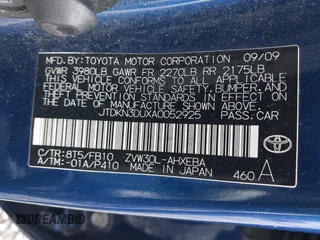 MFD. BY: TOYOTA MOTOR CORPORATION 09/09
GVWR 3980LB GAWR FR 2270LB RR 2175LB
THIS VEHICLE CONFORMS TO ALL APPLICABLE
FEDERAL MOTOR VEHICLE SAFETY, BUMPER, AND
THEFT PREVENTION STANDARDS IN EFFECT ON
THE DATE OF MANUFACTURE SHOWN ABOVE.
JTDKN3DUXA0052925 PASS. CAR
C/TR: 8T5/FB10 ZVW30L-AHXEBA
A/TM: -01A/P410 MADE IN JAPAN 460 A
TOYOTA
DREAMBID